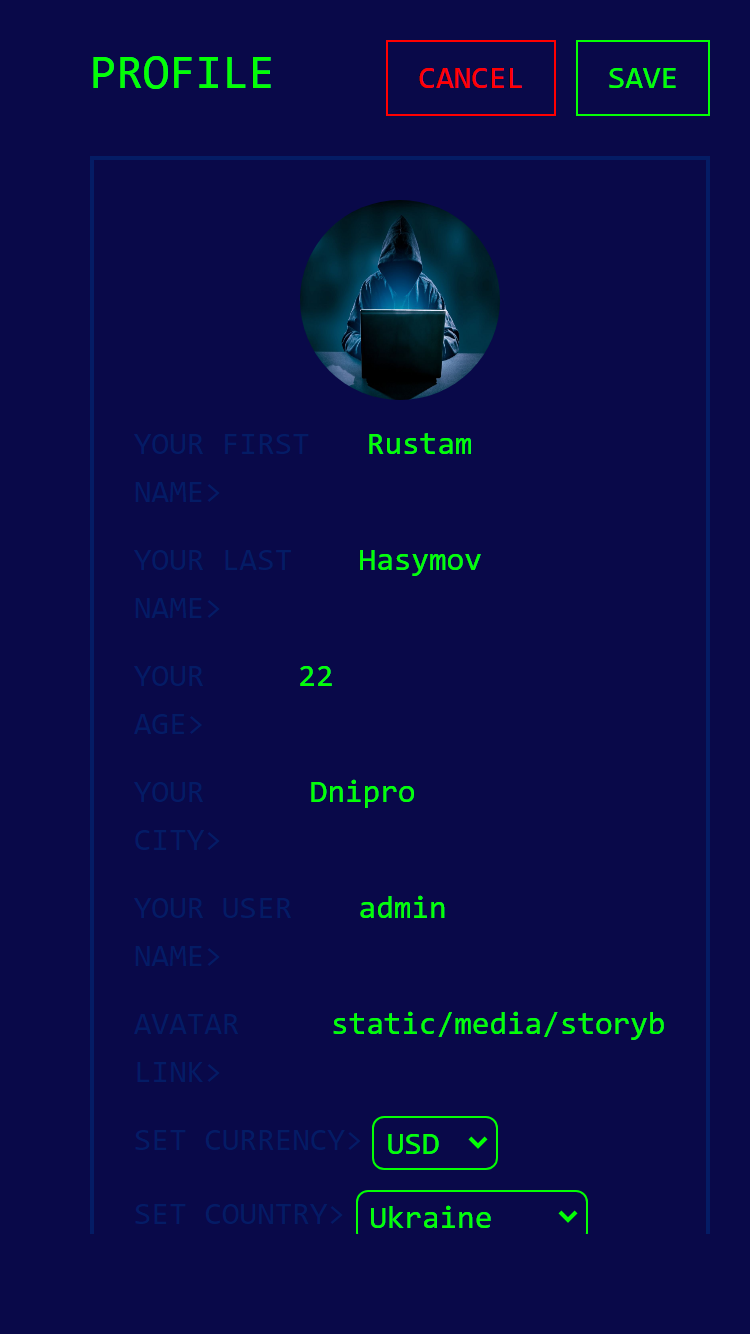 PROFILE CANCEL SAVE
YOUR FIRST Rustam
NAME>
YOUR LAST Hasymov
NAME>
YOUR 22
AGE>
YOUR Dnipro
CITY>
YOUR USER admin
NAME>
AVATAR static/media/storyb
LINK>
SET CURRENCY> USD
SET COUNTRY> Ukraine